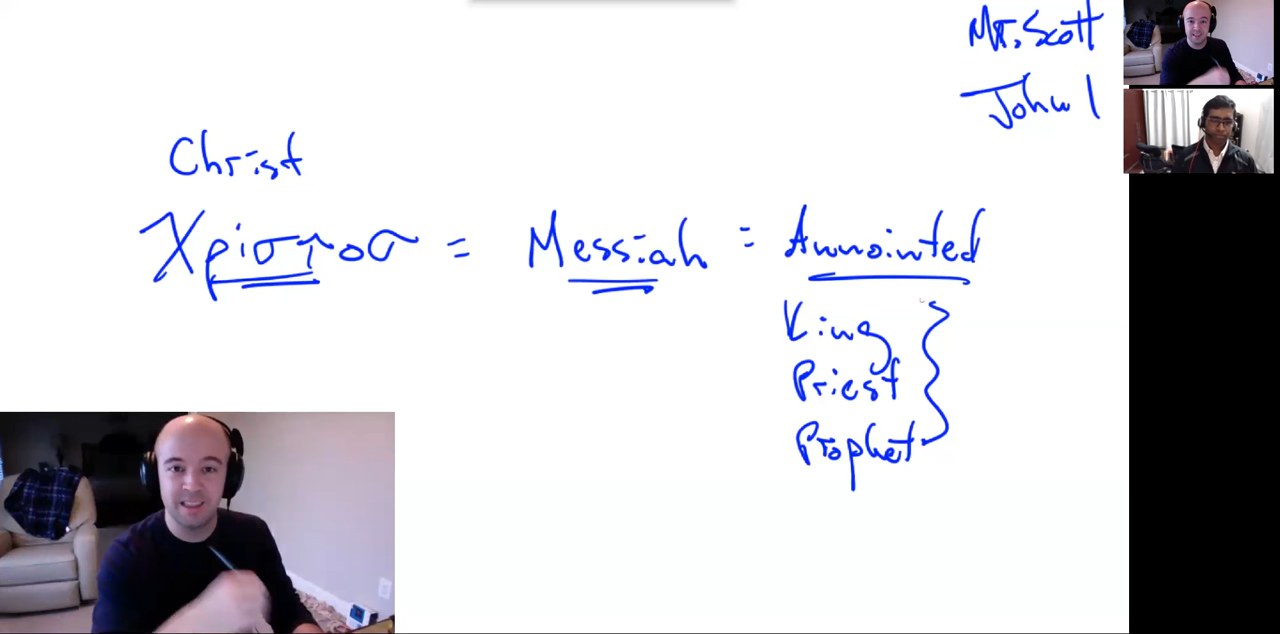 Mr. Scott
John 1
Christ
Χριστοσ = Messiah = Annointed
King
Priest
Prophet